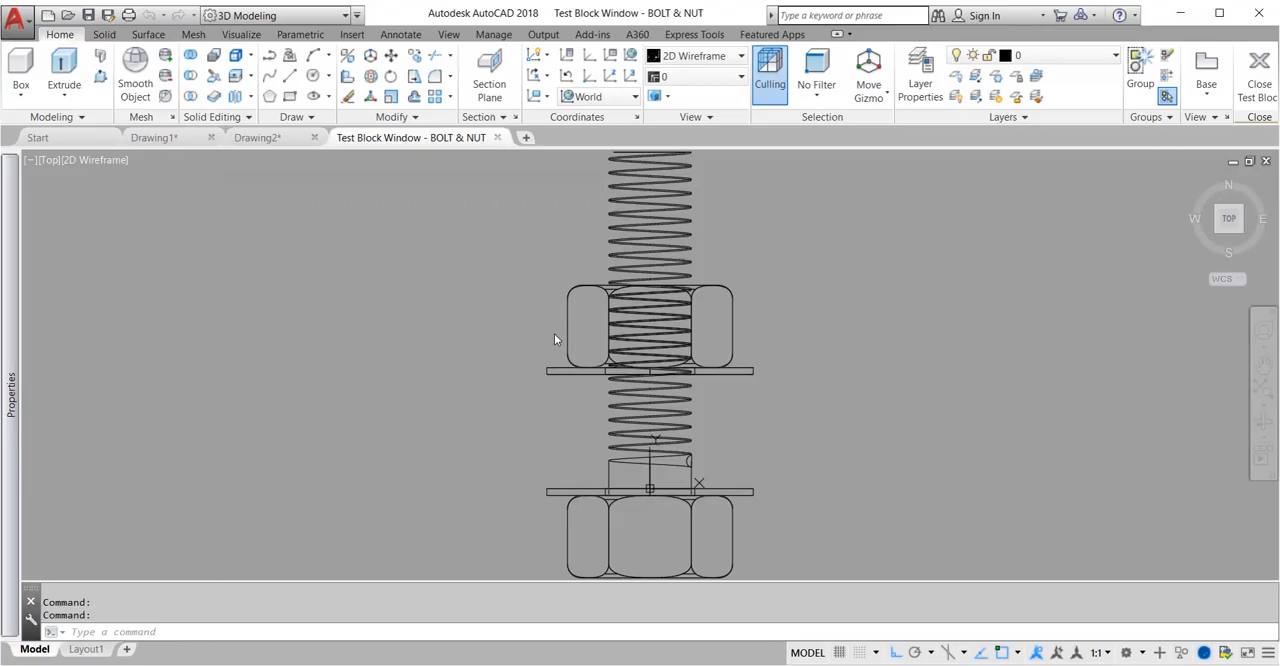 Autodesk AutoCAD 2018 Test Block Window - BOLT & NUT
3D Modeling
Type a keyword or phrase
Sign In
Home Solid Surface Mesh Visualize Parametric Insert Annotate View Manage Output Add-ins A360 Express Tools Featured Apps
Box
Extrude
Smooth
Object
Section
Plane
World
2D Wireframe
0
Culling
No Filter
Move
Gizmo
Layer
Properties
0
Group
Base
Close
Test Bloc
Modeling
Mesh
Solid Editing
Draw
Modify
Section
Coordinates
View
Selection
Layers
Groups
View
Close
Start
Drawing1*
Drawing2*
Test Block Window - BOLT & NUT
[−][Top][2D Wireframe]
N
W TOP E
S
WCS
Y
X
Properties
Command:
Command:
Type a command
Model Layout1
MODEL
1:1